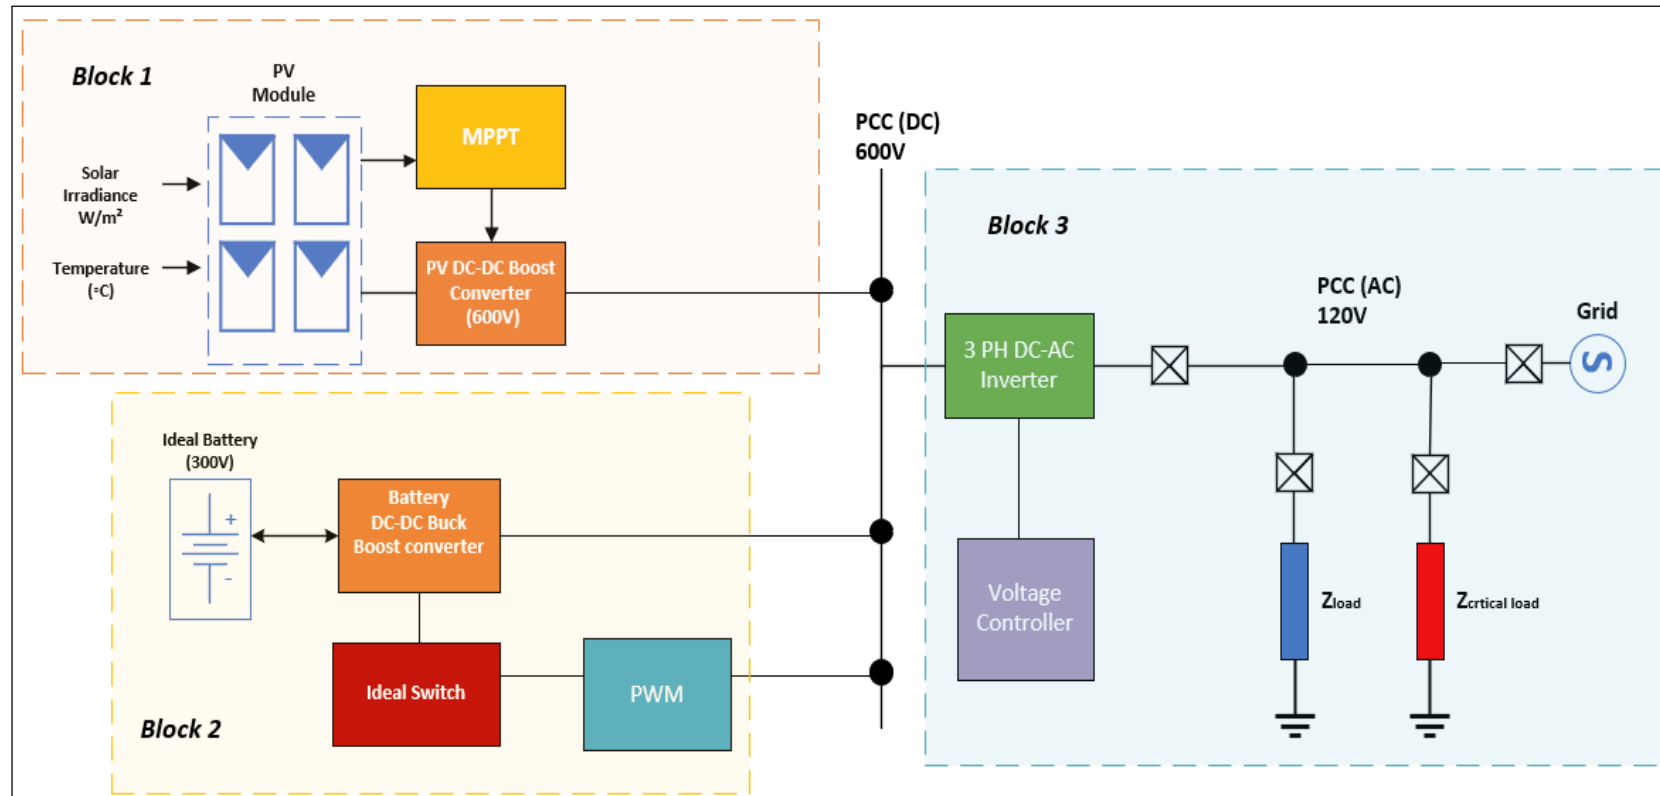 Block 1
PV
Module
MPPT
Solar
Irradiance
W/m²
Temperature
(◦C)
PV DC-DC Boost
Converter
(600V)
PCC (DC)
600V
Block 3
PCC (AC)
120V
Grid
S
3 PH DC-AC
Inverter
Voltage
Controller
Zload
Zcrtical load
Ideal Battery
(300V)
+
-
Battery
DC-DC Buck
Boost converter
Ideal Switch
PWM
Block 2